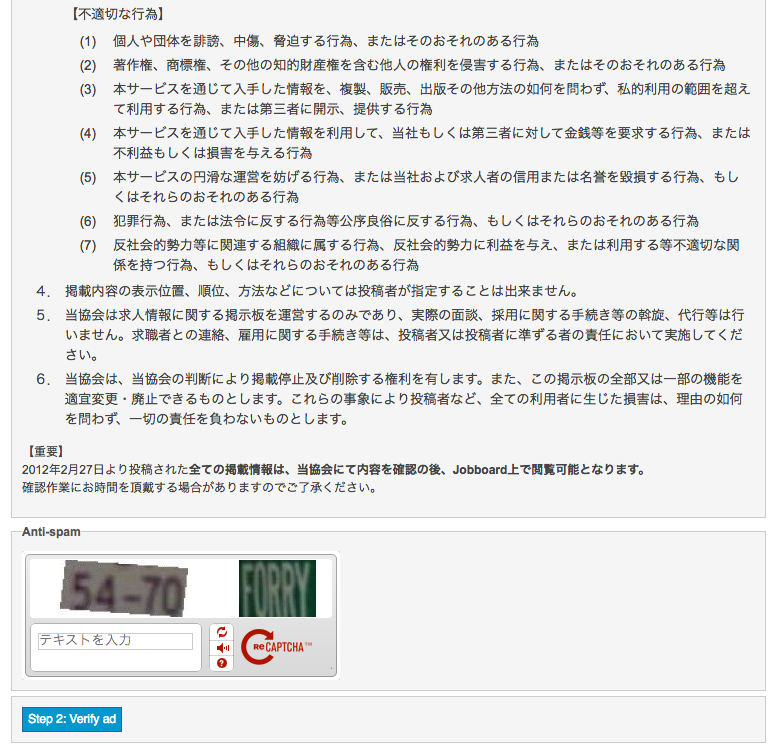 【不適切な行為】
(1) 個人や団体を誹謗、中傷、脅迫する行為、またはそのおそれのある行為
(2) 著作権、商標権、その他の知的財産権を含む他人の権利を侵害する行為、またはそのおそれのある行為
(3) 本サービスを通じて入手した情報を、複製、販売、出版その他方法の如何を問わず、私的利用の範囲を超え
て利用する行為、または第三者に開示、提供する行為
(4) 本サービスを通じて入手した情報を利用して、当社もしくは第三者に対して金銭等を要求する行為、または
不利益もしくは損害を与える行為
(5) 本サービスの円滑な運営を妨げる行為、または当社および求人者の信用または名誉を毀損する行為、もし
くはそれらのおそれのある行為
(6) 犯罪行為、または法令に反する行為等公序良俗に反する行為、もしくはそれらのおそれのある行為
(7) 反社会的勢力等に関連する組織に属する行為、反社会的勢力に利益を与え、または利用する等不適切な関
係を持つ行為、もしくはそれらのおそれのある行為
4． 掲載内容の表示位置、順位、方法などについては投稿者が指定することは出来ません。
5． 当協会は求人情報に関する掲示板を運営するのみであり、実際の面談、採用に関する手続き等の斡旋、代行等は行
いません。求職者との連絡、雇用に関する手続き等は、投稿者又は投稿者に準ずる者の責任において実施してくだ
さい。
6． 当協会は、当協会の判断により掲載停止及び削除する権利を有します。また、この掲示板の全部又は一部の機能を
適宜変更・廃止できるものとします。これらの事象により投稿者など、全ての利用者に生じた損害は、理由の如何
を問わず、一切の責任を負わないものとします。
【重要】
2012年2月27日より投稿された全ての掲載情報は、当協会にて内容を確認の後、Jobboard上で閲覧可能となります。
確認作業にお時間を頂戴する場合がありますのでご了承ください。
Anti-spam
54-70 FORRY
テキストを入力
reCAPTCHA™
Step 2: Verify ad